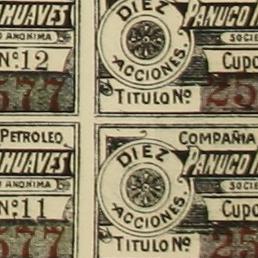 HUAVES
DIEZ
ACCIONES.
PANUCO
ANONIMA
SOCIE
Nº 12
Cupo
577
TITULO Nº
25
PETROLEO
COMPAÑIA
HUAVES
DIEZ
ACCIONES.
PANUCO
ANONIMA
SOCIE
Nº 11
Cupo
577
TITULO Nº
25